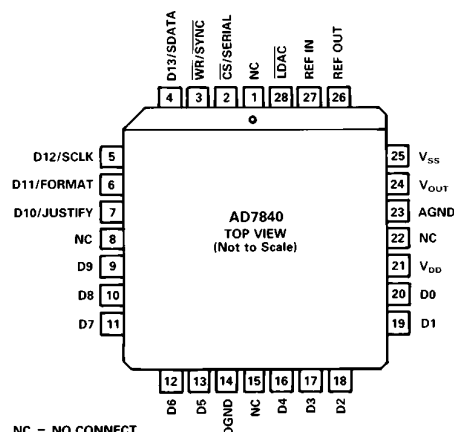 D13/SDATA
WR/SYNC
CS/SERIAL
NC
LDAC
REF IN
REF OUT
4 3 2 1 28 27 26
D12/SCLK 5
D11/FORMAT 6
D10/JUSTIFY 7
NC 8
D9 9
D8 10
D7 11
AD7840
TOP VIEW
(Not to Scale)
25 VSS
24 VOUT
23 AGND
22 NC
21 VDD
20 D0
19 D1
12 13 14 15 16 17 18
D6
D5
DGND
NC
D4
D3
D2
NC = NO CONNECT